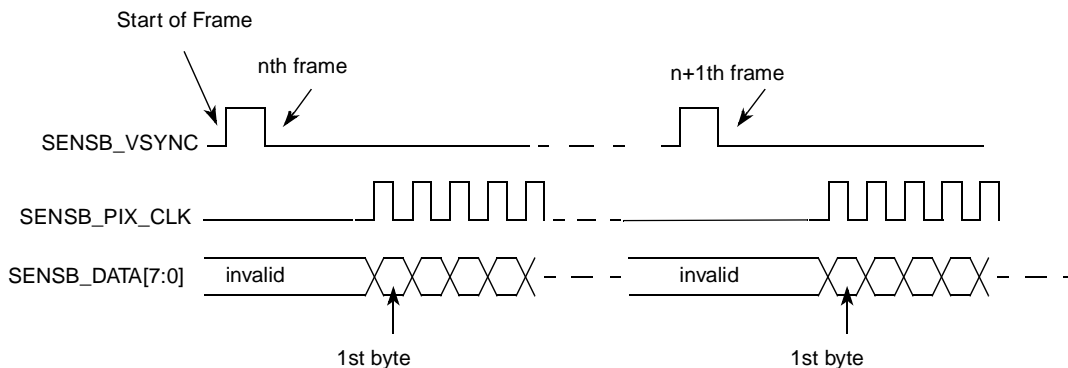 Start of Frame
nth frame
n+1th frame
SENSB_VSYNC
SENSB_PIX_CLK
SENSB_DATA[7:0]
invalid
invalid
1st byte
1st byte